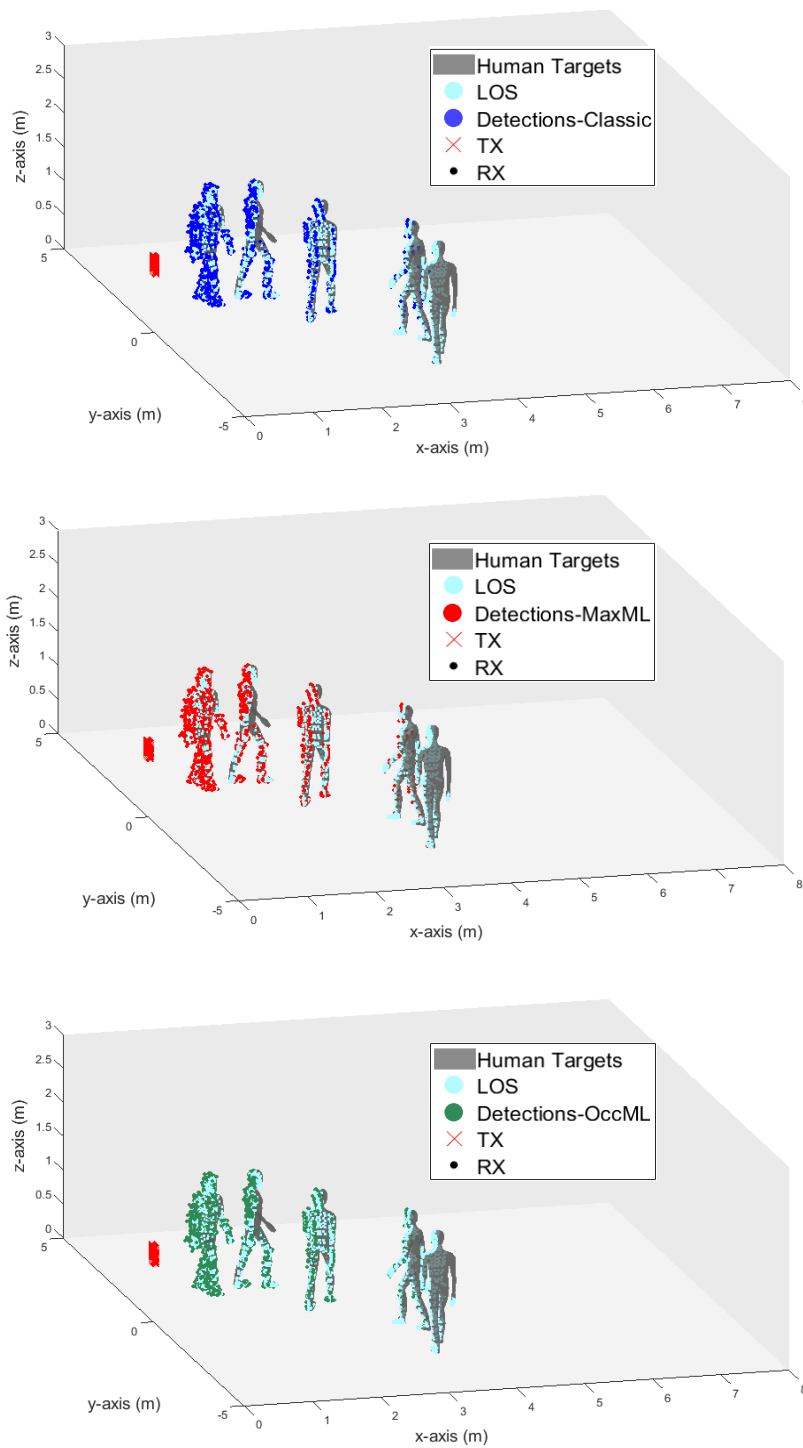 3
2.5
2
1.5
1
0.5
0
z-axis (m)
Human Targets
LOS
Detections-Classic
TX
RX
5
0
-5
y-axis (m)
0
1
2
3
4
5
6
7
x-axis (m)
3
2.5
2
1.5
1
0.5
0
z-axis (m)
Human Targets
LOS
Detections-MaxML
TX
RX
5
0
-5
y-axis (m)
0
1
2
3
4
5
6
7
8
x-axis (m)
3
2.5
2
1.5
1
0.5
0
z-axis (m)
Human Targets
LOS
Detections-OccML
TX
RX
5
0
-5
y-axis (m)
0
1
2
3
4
5
6
7
8
x-axis (m)